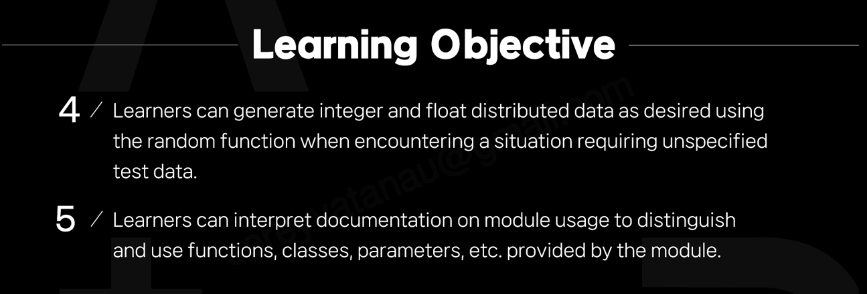 Learning Objective
4 / Learners can generate integer and float distributed data as desired using
the random function when encountering a situation requiring unspecified
test data.
5 / Learners can interpret documentation on module usage to distinguish
and use functions, classes, parameters, etc. provided by the module.